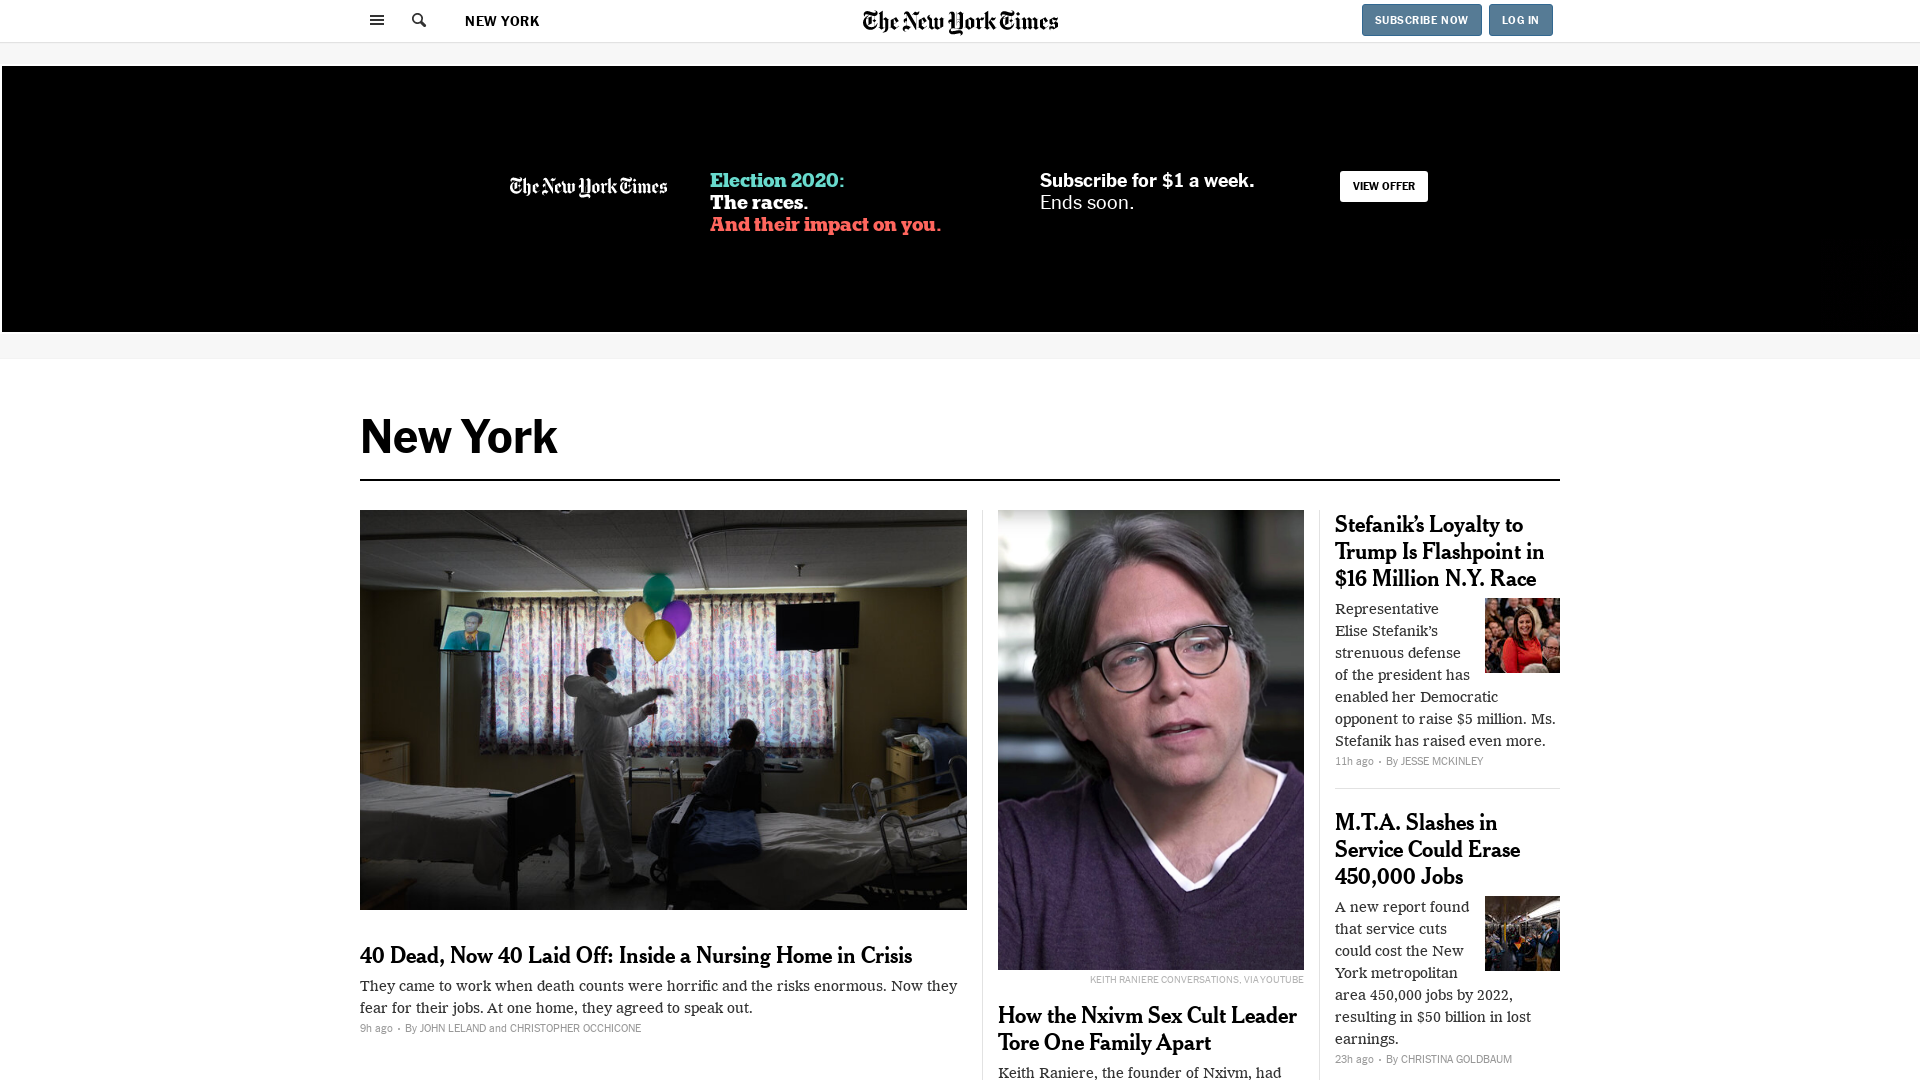 NEW YORK
The New York Times
SUBSCRIBE NOW
LOG IN
The New York Times
Election 2020:
The races.
And their impact on you.
Subscribe for $1 a week.
Ends soon.
VIEW OFFER
New York
40 Dead, Now 40 Laid Off: Inside a Nursing Home in Crisis
They came to work when death counts were horrific and the risks enormous. Now they
fear for their jobs. At one home, they agreed to speak out.
9h ago • By JOHN LELAND and CHRISTOPHER OCCHICONE
KEITH RANIERE CONVERSATIONS, VIA YOUTUBE
How the Nxivm Sex Cult Leader
Tore One Family Apart
Keith Raniere, the founder of Nxivm, had
Stefanik’s Loyalty to
Trump Is Flashpoint in
$16 Million N.Y. Race
Representative
Elise Stefanik’s
strenuous defense
of the president has
enabled her Democratic
opponent to raise $5 million. Ms.
Stefanik has raised even more.
11h ago • By JESSE MCKINLEY
M.T.A. Slashes in
Service Could Erase
450,000 Jobs
A new report found
that service cuts
could cost the New
York metropolitan
area 450,000 jobs by 2022,
resulting in $50 billion in lost
earnings.
23h ago • By CHRISTINA GOLDBAUM